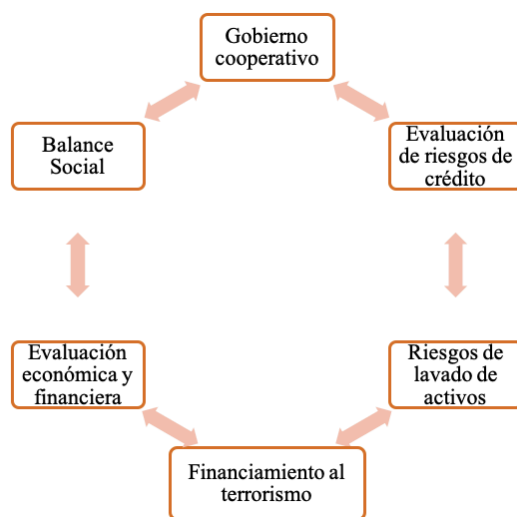 Gobierno
cooperativo
Evaluación
de riesgos de
crédito
Riesgos de
lavado de
activos
Financiamiento al
terrorismo
Evaluación
económica y
financiera
Balance
Social